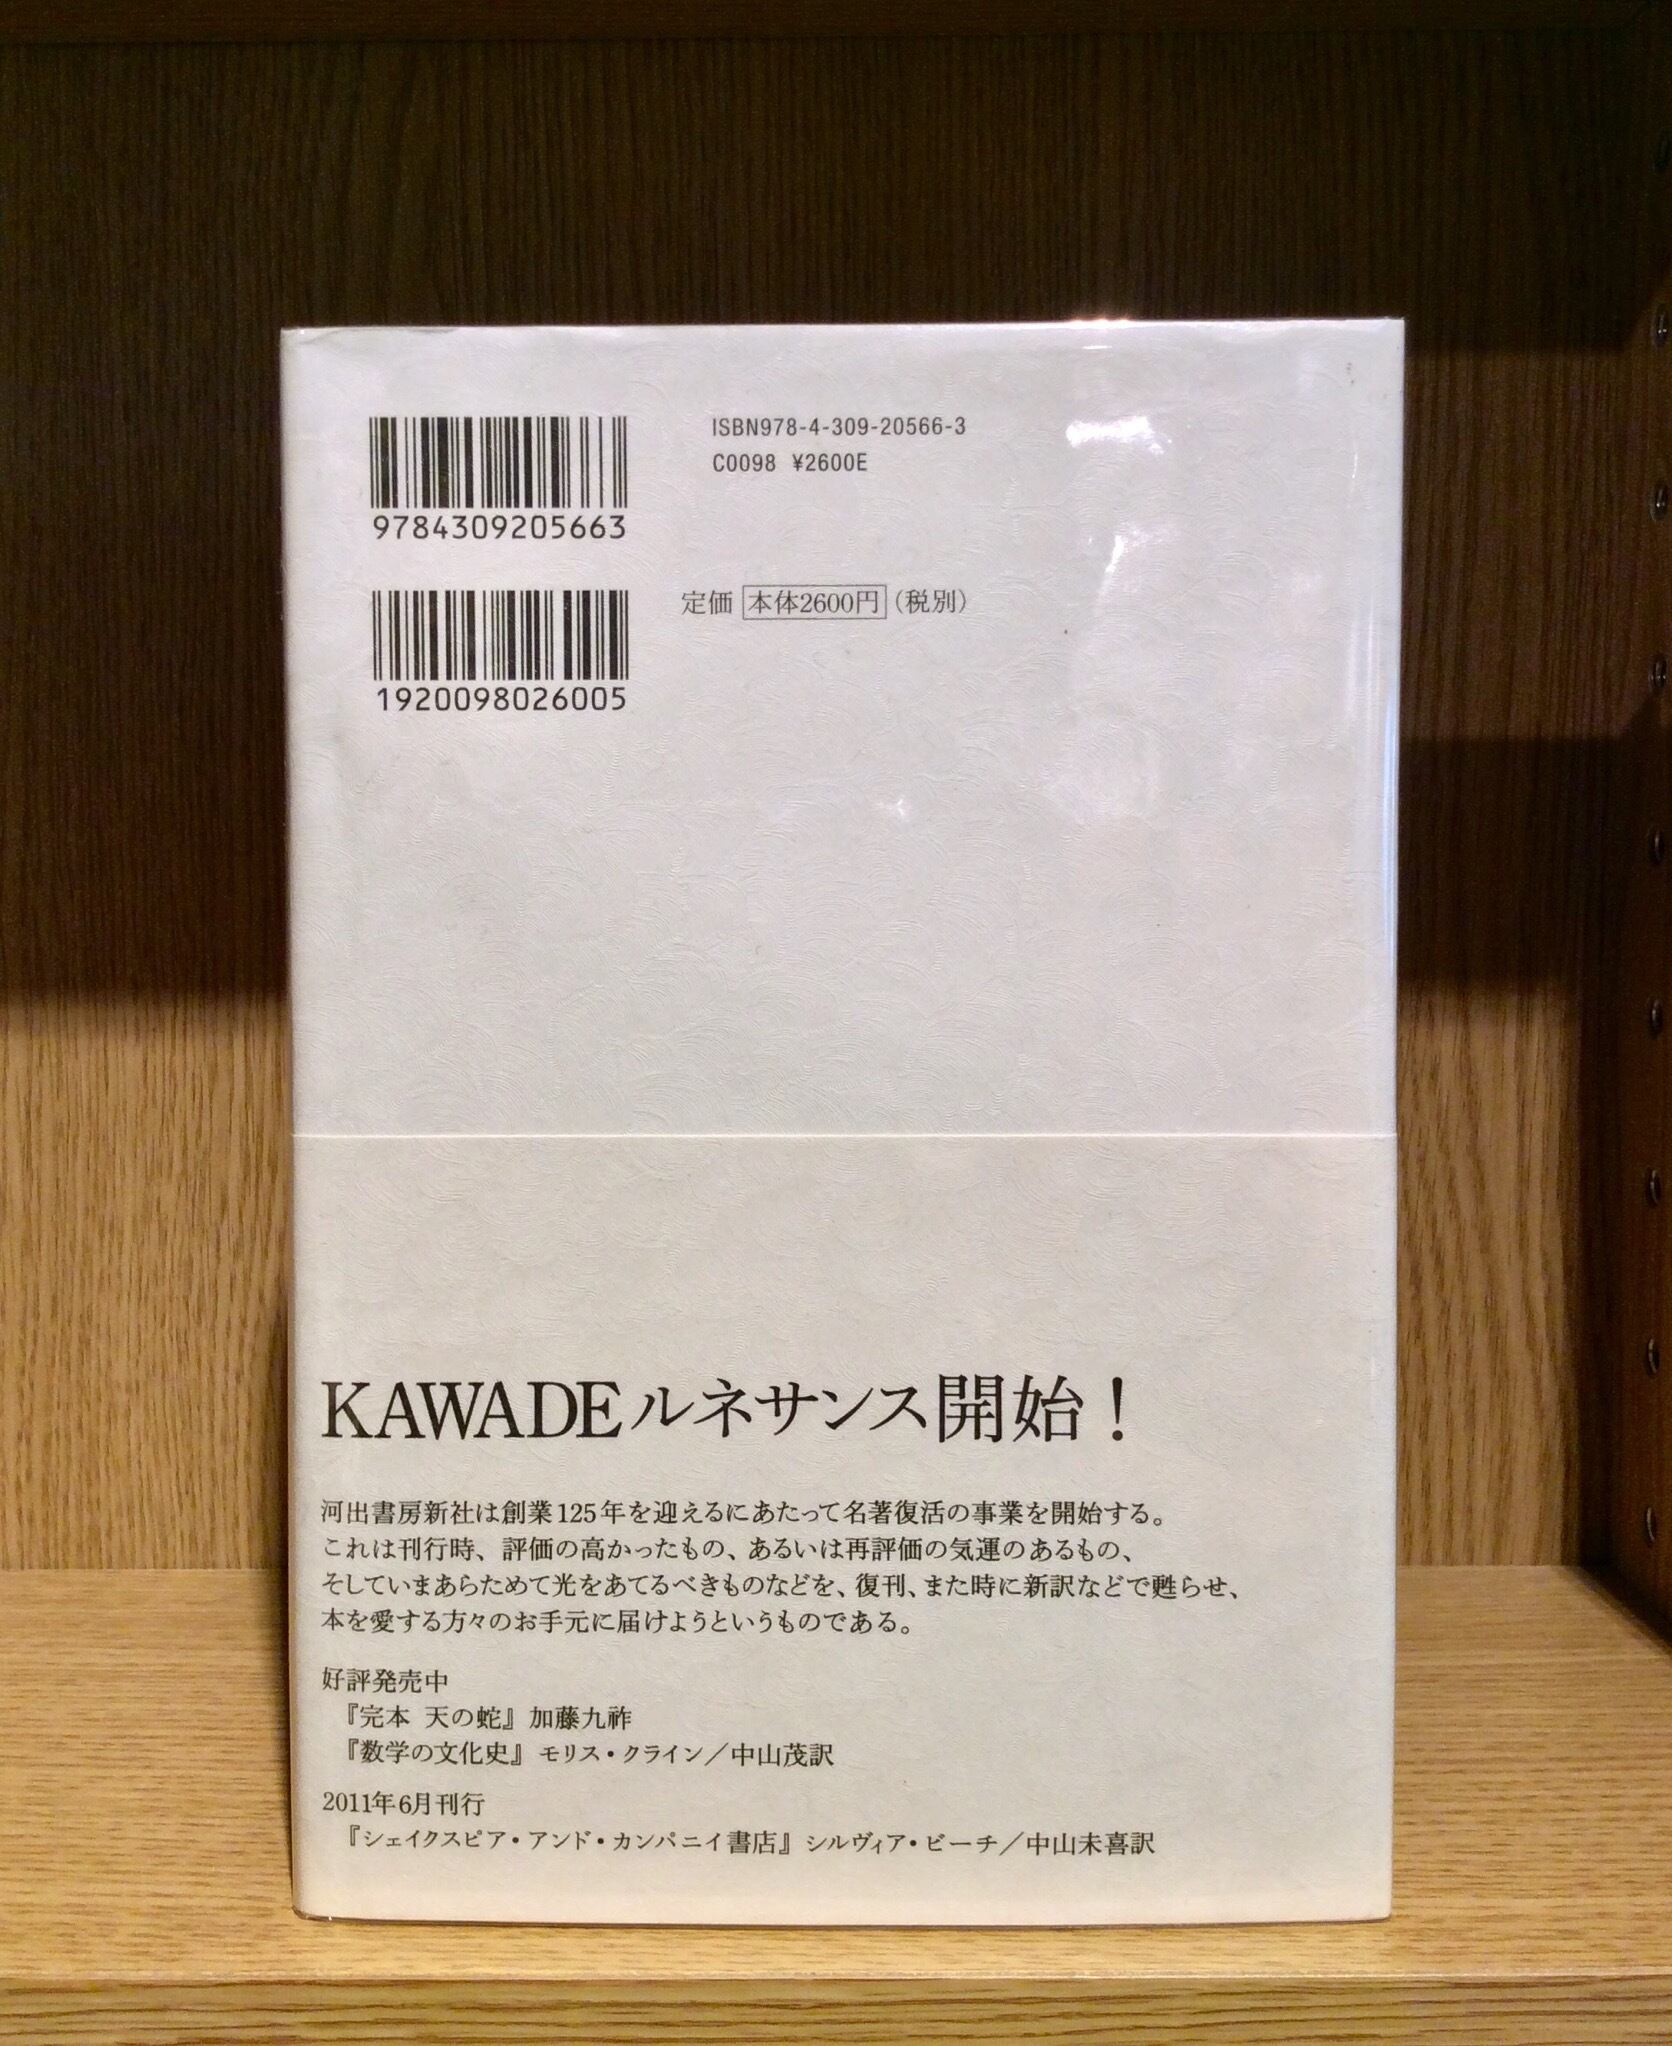 ISBN978-4-309-20566-3
C0098 ¥2600E
9784309205663
定価 本体2600円（税別）
1920098026005
KAWADEルネサンス開始！
河出書房新社は創業125年を迎えるにあたって名著復活の事業を開始する。
これは刊行時、評価の高かったもの、あるいは再評価の気運のあるもの、
そしていまあらためて光をあてるべきものなどを、復刊、また時に新訳などで甦らせ、
本を愛する方々のお手元に届けようというものである。
好評発売中
『完本 天の蛇』加藤九祚
『数学の文化史』モリス・クライン／中山茂訳
2011年6月刊行
『シェイクスピア・アンド・カンパニイ書店』シルヴィア・ビーチ／中山末喜訳